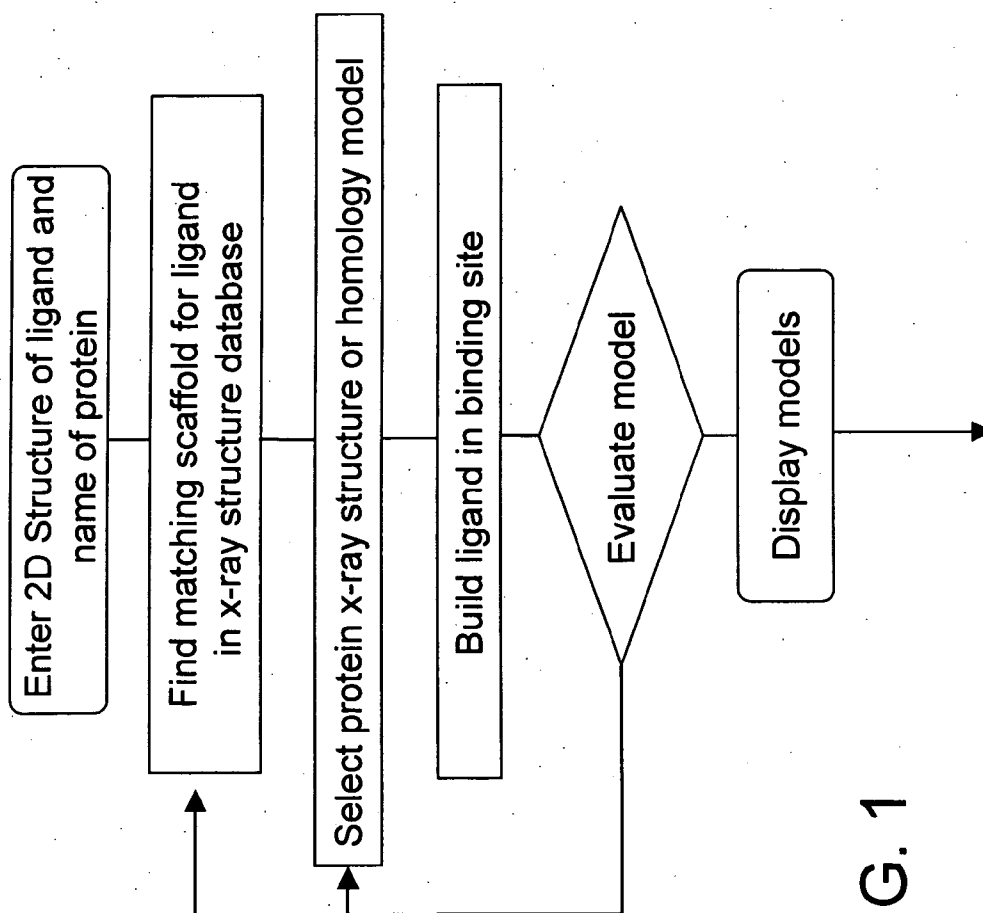 Enter 2D Structure of ligand and
name of protein
Find matching scaffold for ligand
in x-ray structure database
Select protein x-ray structure or homology model
Build ligand in binding site
Evaluate model
Display models
G. 1